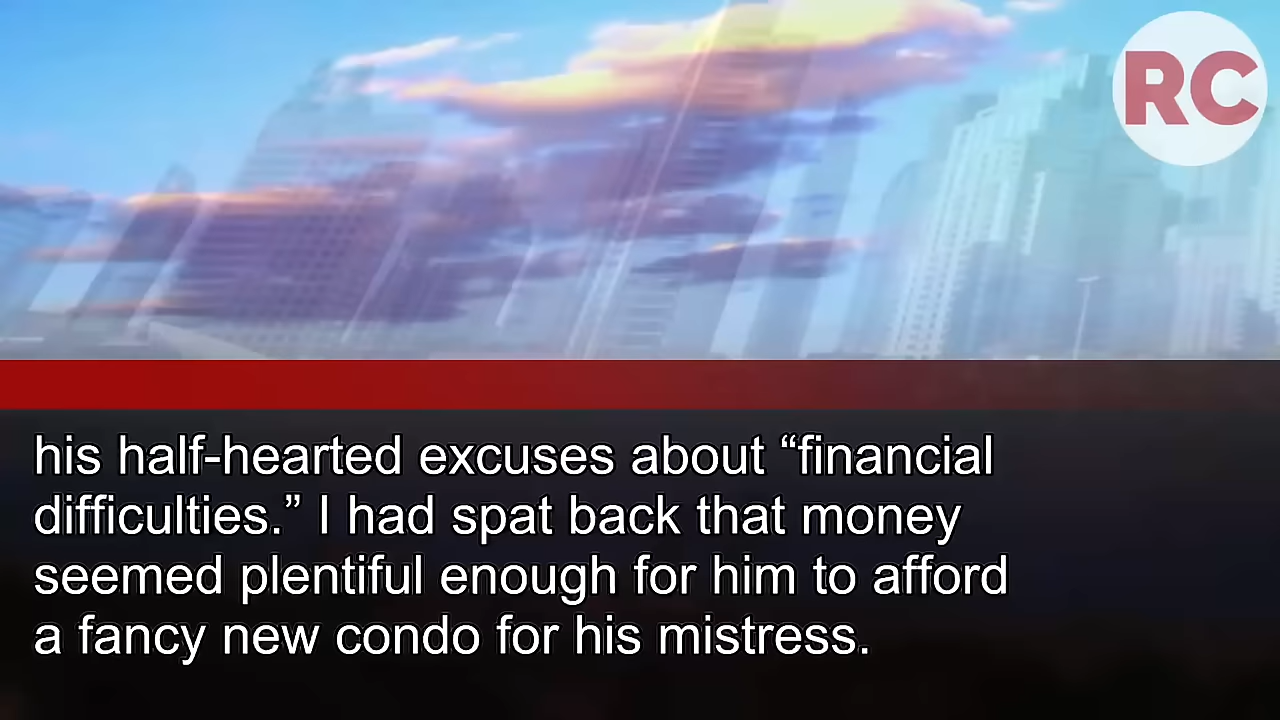 RC
his half-hearted excuses about “financial
difficulties.” I had spat back that money
seemed plentiful enough for him to afford
a fancy new condo for his mistress.